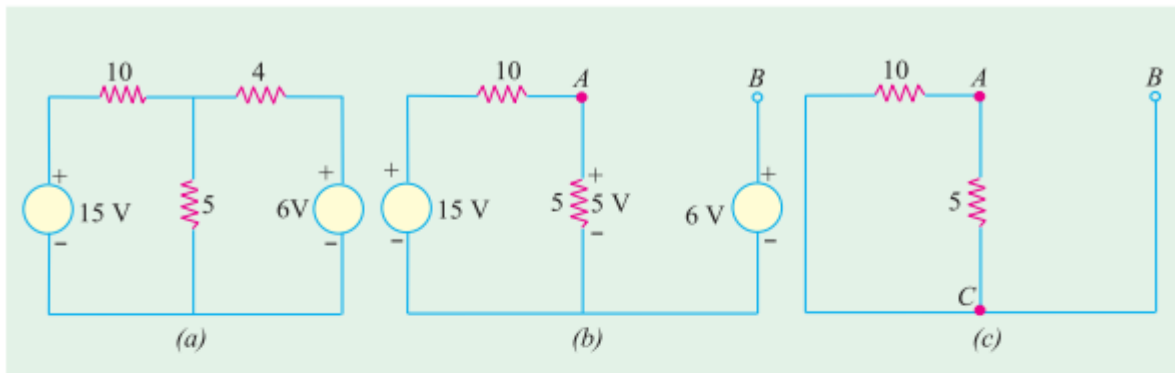 10 4
+ 15 V − 5 6V + −
(a)
10 A B
+ 15 V − 5 + 5 V − 6 V + −
(b)
10 A B
5
C
(c)